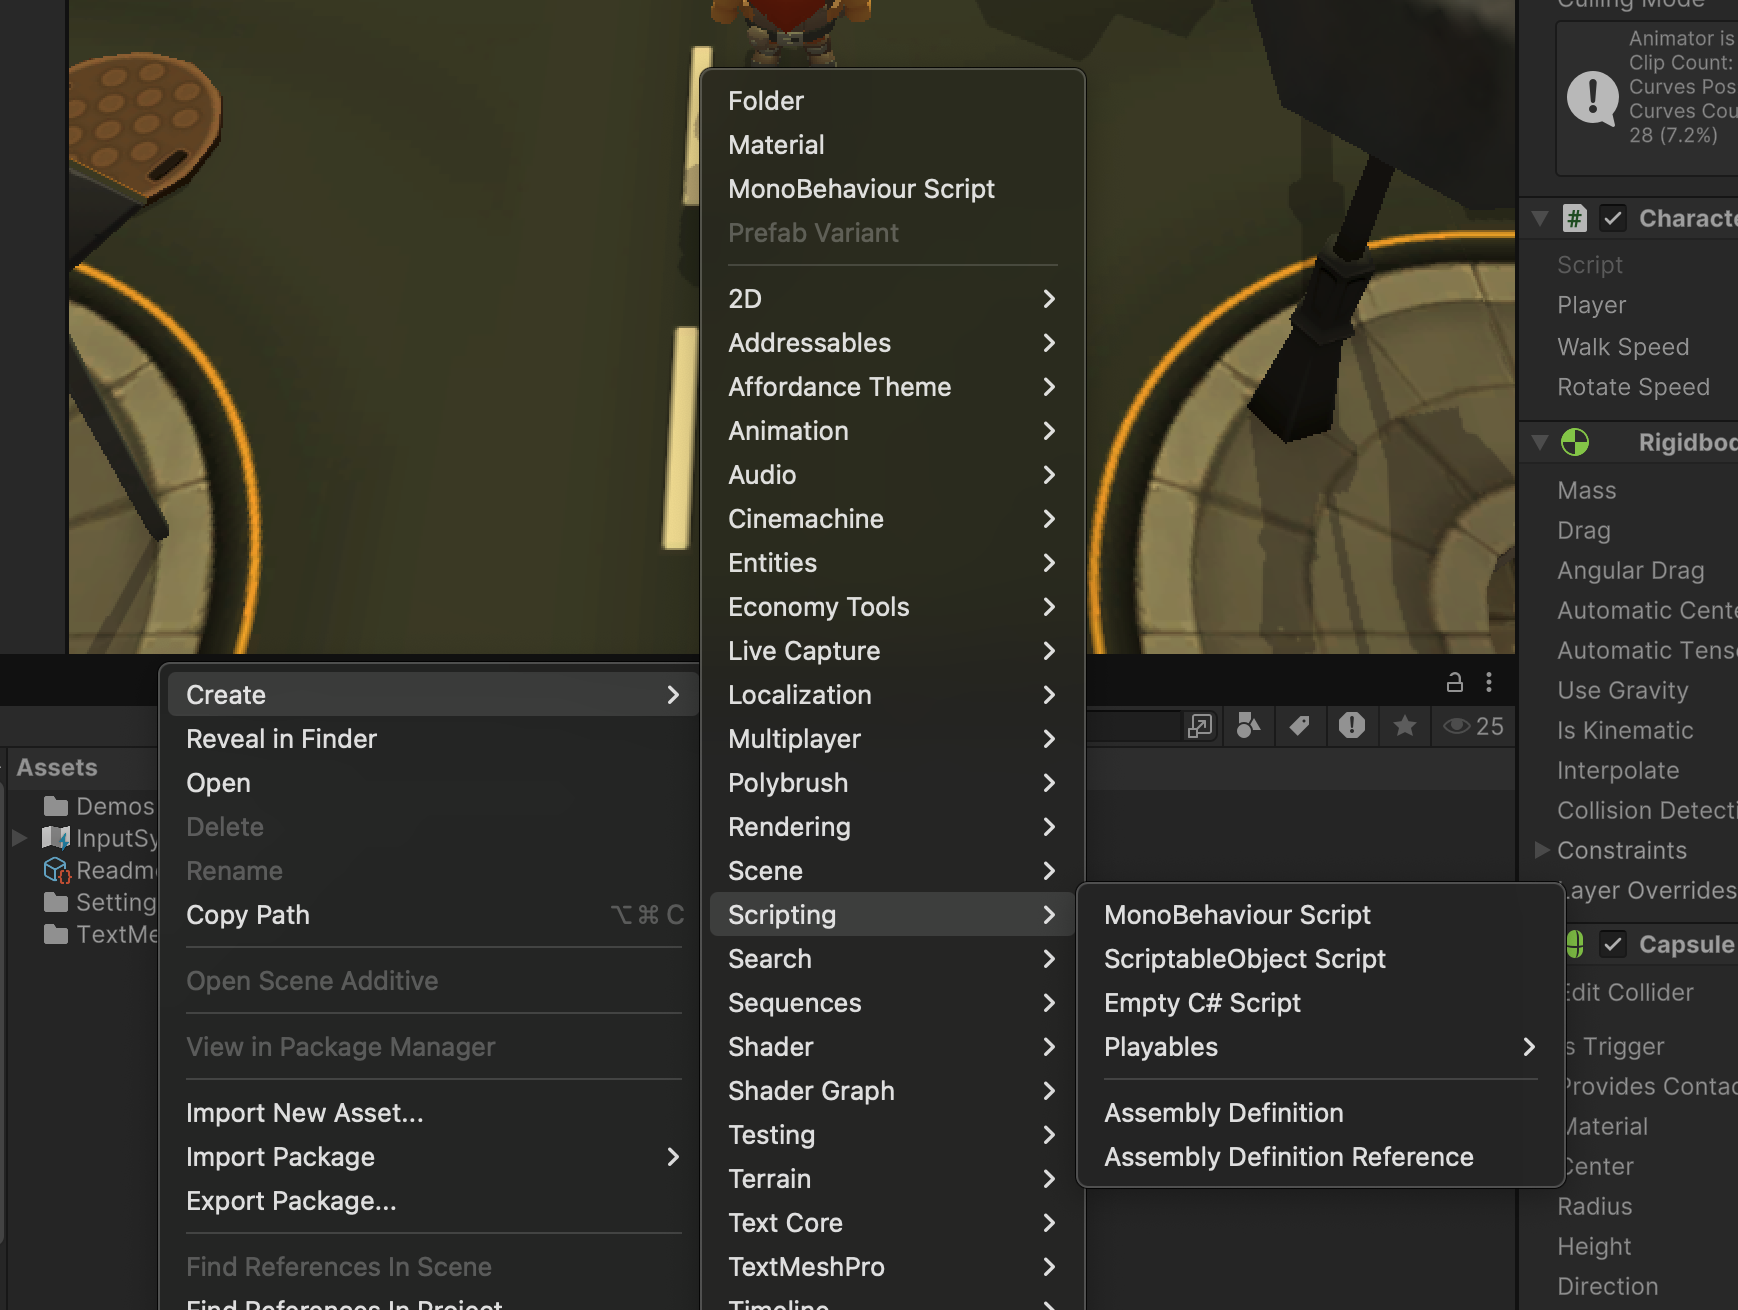 Culling Mode
Animator is
Clip Count:
Curves Pos
Curves Cou
28 (7.2%)
Characte
Script
Player
Walk Speed
Rotate Speed
Rigidbod
Mass
Drag
Angular Drag
Automatic Cente
Automatic Tenso
Use Gravity
Is Kinematic
Interpolate
Collision Detecti
Constraints
Layer Overrides
Capsule
Edit Collider
Is Trigger
Provides Contac
Material
Center
Radius
Height
Direction
Folder
Material
MonoBehaviour Script
Prefab Variant
2D
Addressables
Affordance Theme
Animation
Audio
Cinemachine
Entities
Economy Tools
Live Capture
Localization
Multiplayer
Polybrush
Rendering
Scene
Scripting
Search
Sequences
Shader
Shader Graph
Testing
Terrain
Text Core
TextMeshPro
Timeline
MonoBehaviour Script
ScriptableObject Script
Empty C# Script
Playables
Assembly Definition
Assembly Definition Reference
Create
Reveal in Finder
Open
Delete
Rename
Copy Path ⌥⌘C
Open Scene Additive
View in Package Manager
Import New Asset...
Import Package
Export Package...
Find References In Scene
Find References In Project
25
Assets
Demos
InputSy
Readme
Setting
TextMe